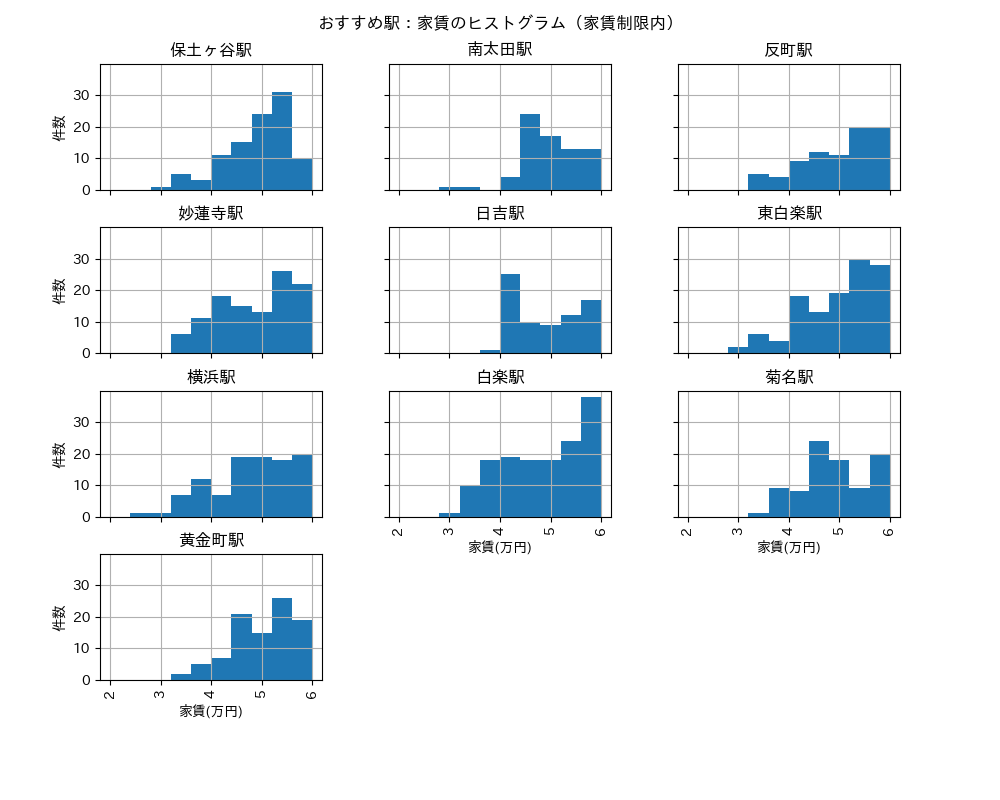 おすすめ駅：家賃のヒストグラム（家賃制限内）
保土ヶ谷駅
南太田駅
反町駅
件数
30
20
10
0
妙蓮寺駅
日吉駅
東白楽駅
件数
30
20
10
0
横浜駅
白楽駅
菊名駅
件数
30
20
10
0
2 3 4 5 6
家賃(万円)
2 3 4 5 6
家賃(万円)
黄金町駅
件数
30
20
10
0
2 3 4 5 6
家賃(万円)